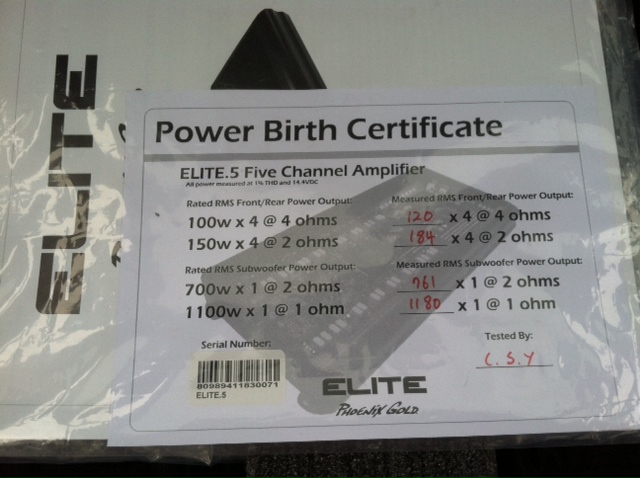 ELITE
Power Birth Certificate
ELITE.5 Five Channel Amplifier
All power measured at 1% THD and 14.4VDC
Rated RMS Front/Rear Power Output:
100w x 4 @ 4 ohms
150w x 4 @ 2 ohms
Rated RMS Subwoofer Power Output:
700w x 1 @ 2 ohms
1100w x 1 @ 1 ohm
Measured RMS Front/Rear Power Output:
120 x 4 @ 4 ohms
184 x 4 @ 2 ohms
Measured RMS Subwoofer Power Output:
761 x 1 @ 2 ohms
1180 x 1 @ 1 ohm
Serial Number:
80989411830071
ELITE.5
Tested By:
C.S.Y
ELITE
PHOENIX GOLD